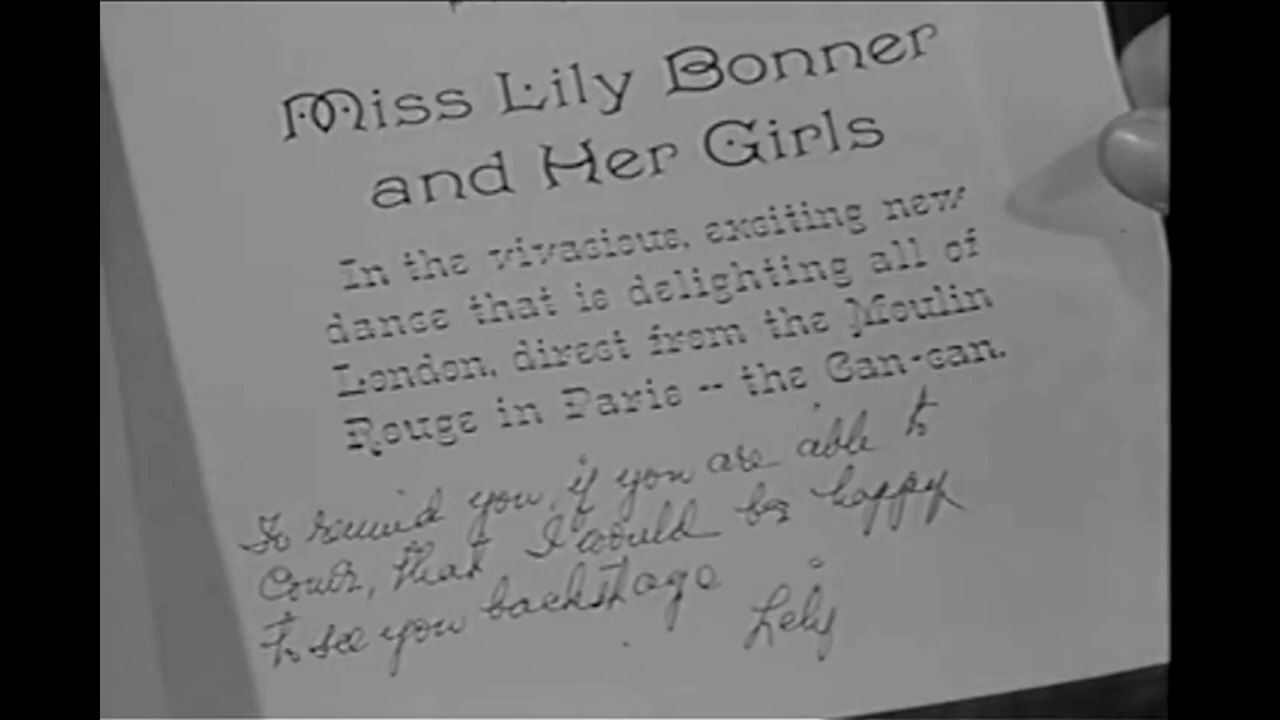 Miss Lily Bonner
and Her Girls
In the vivacious, exciting new
dance that is delighting all of
London, direct from the Moulin
Rouge in Paris -- the Can-can.
To remind you, if you are able to
come, that I would be happy
to see you backstage
Lily